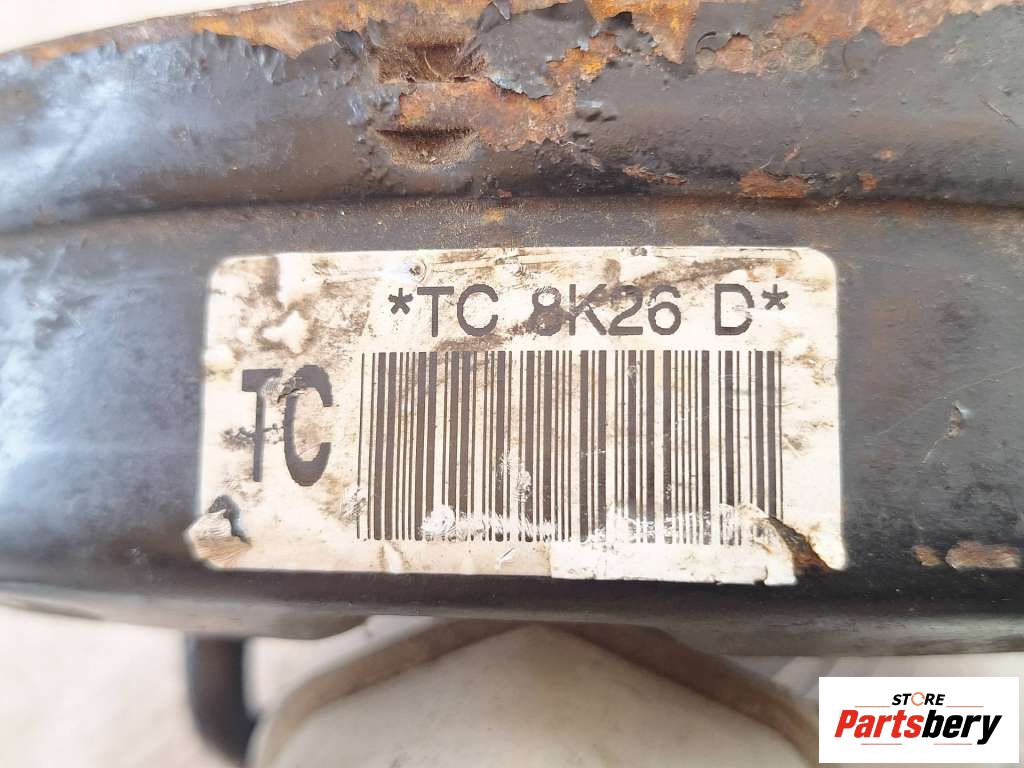 *TC 8K26 D*
TC
STORE
Partsbery